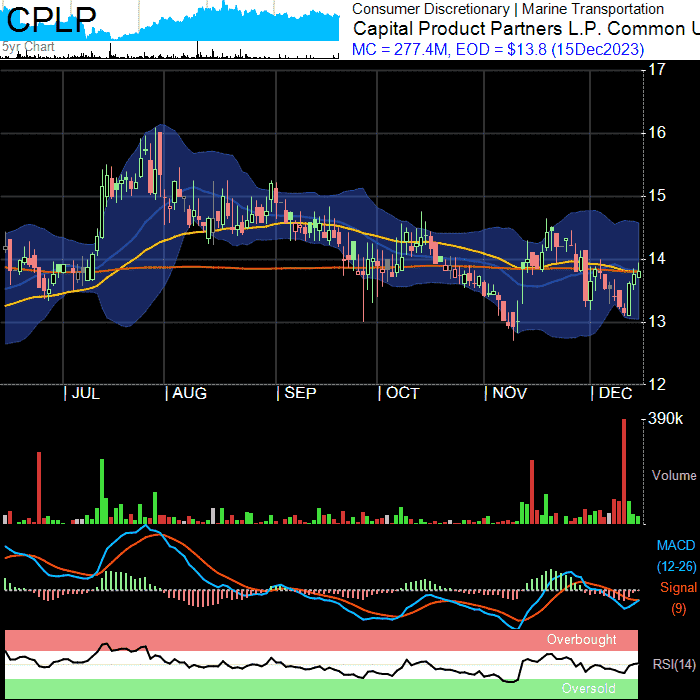 CPLP
5yr Chart
Consumer Discretionary | Marine Transportation
Capital Product Partners L.P. Common U
MC = 277.4M, EOD = $13.8 (15Dec2023)
17
16
15
14
13
12
| JUL | AUG | SEP | OCT | NOV | DEC
390k
Volume
MACD
(12-26)
Signal
(9)
Overbought
RSI(14)
Oversold